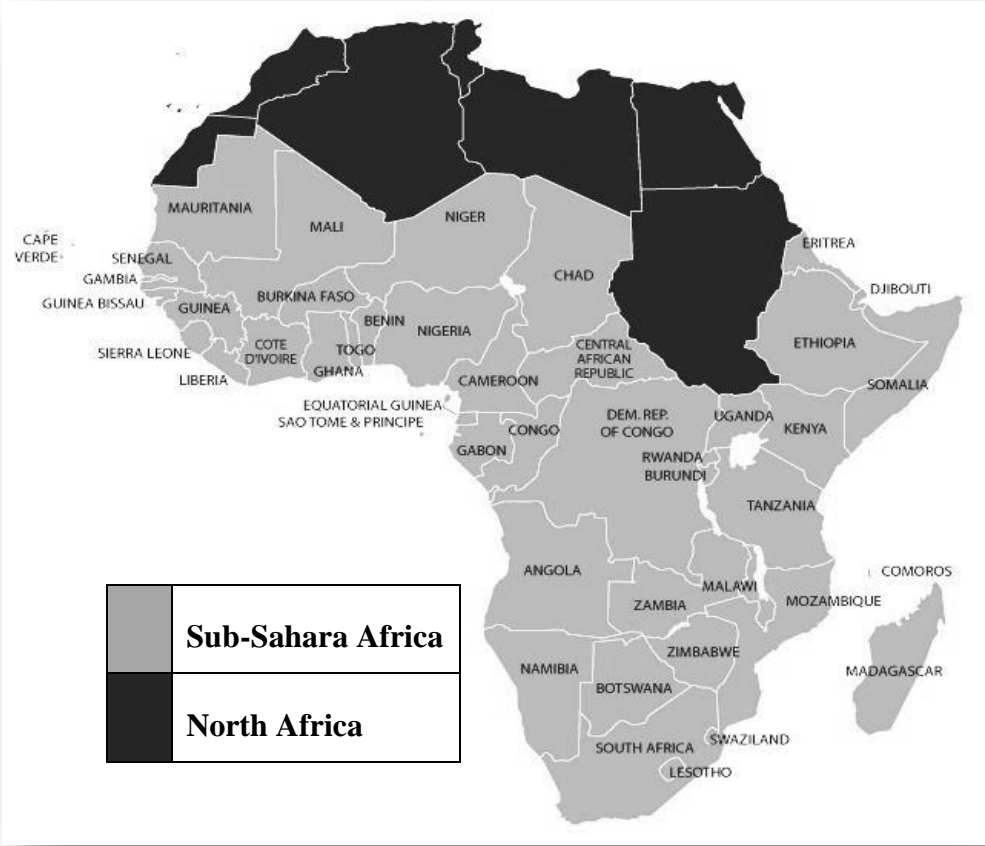 MAURITANIA
MALI
NIGER
CAPE
VERDE
SENEGAL
GAMBIA
GUINEA BISSAU
GUINEA
SIERRA LEONE
LIBERIA
BURKINA FASO
COTE
D'IVOIRE
GHANA
TOGO
BENIN
NIGERIA
CHAD
ERITREA
DJIBOUTI
ETHIOPIA
SOMALIA
CENTRAL
AFRICAN
REPUBLIC
CAMEROON
EQUATORIAL GUINEA
SAO TOME & PRINCIPE
GABON
CONGO
DEM. REP.
OF CONGO
UGANDA
KENYA
RWANDA
BURUNDI
TANZANIA
ANGOLA
ZAMBIA
MALAWI
MOZAMBIQUE
COMOROS
MADAGASCAR
ZIMBABWE
NAMIBIA
BOTSWANA
SOUTH AFRICA
SWAZILAND
LESOTHO
Sub-Sahara Africa
North Africa